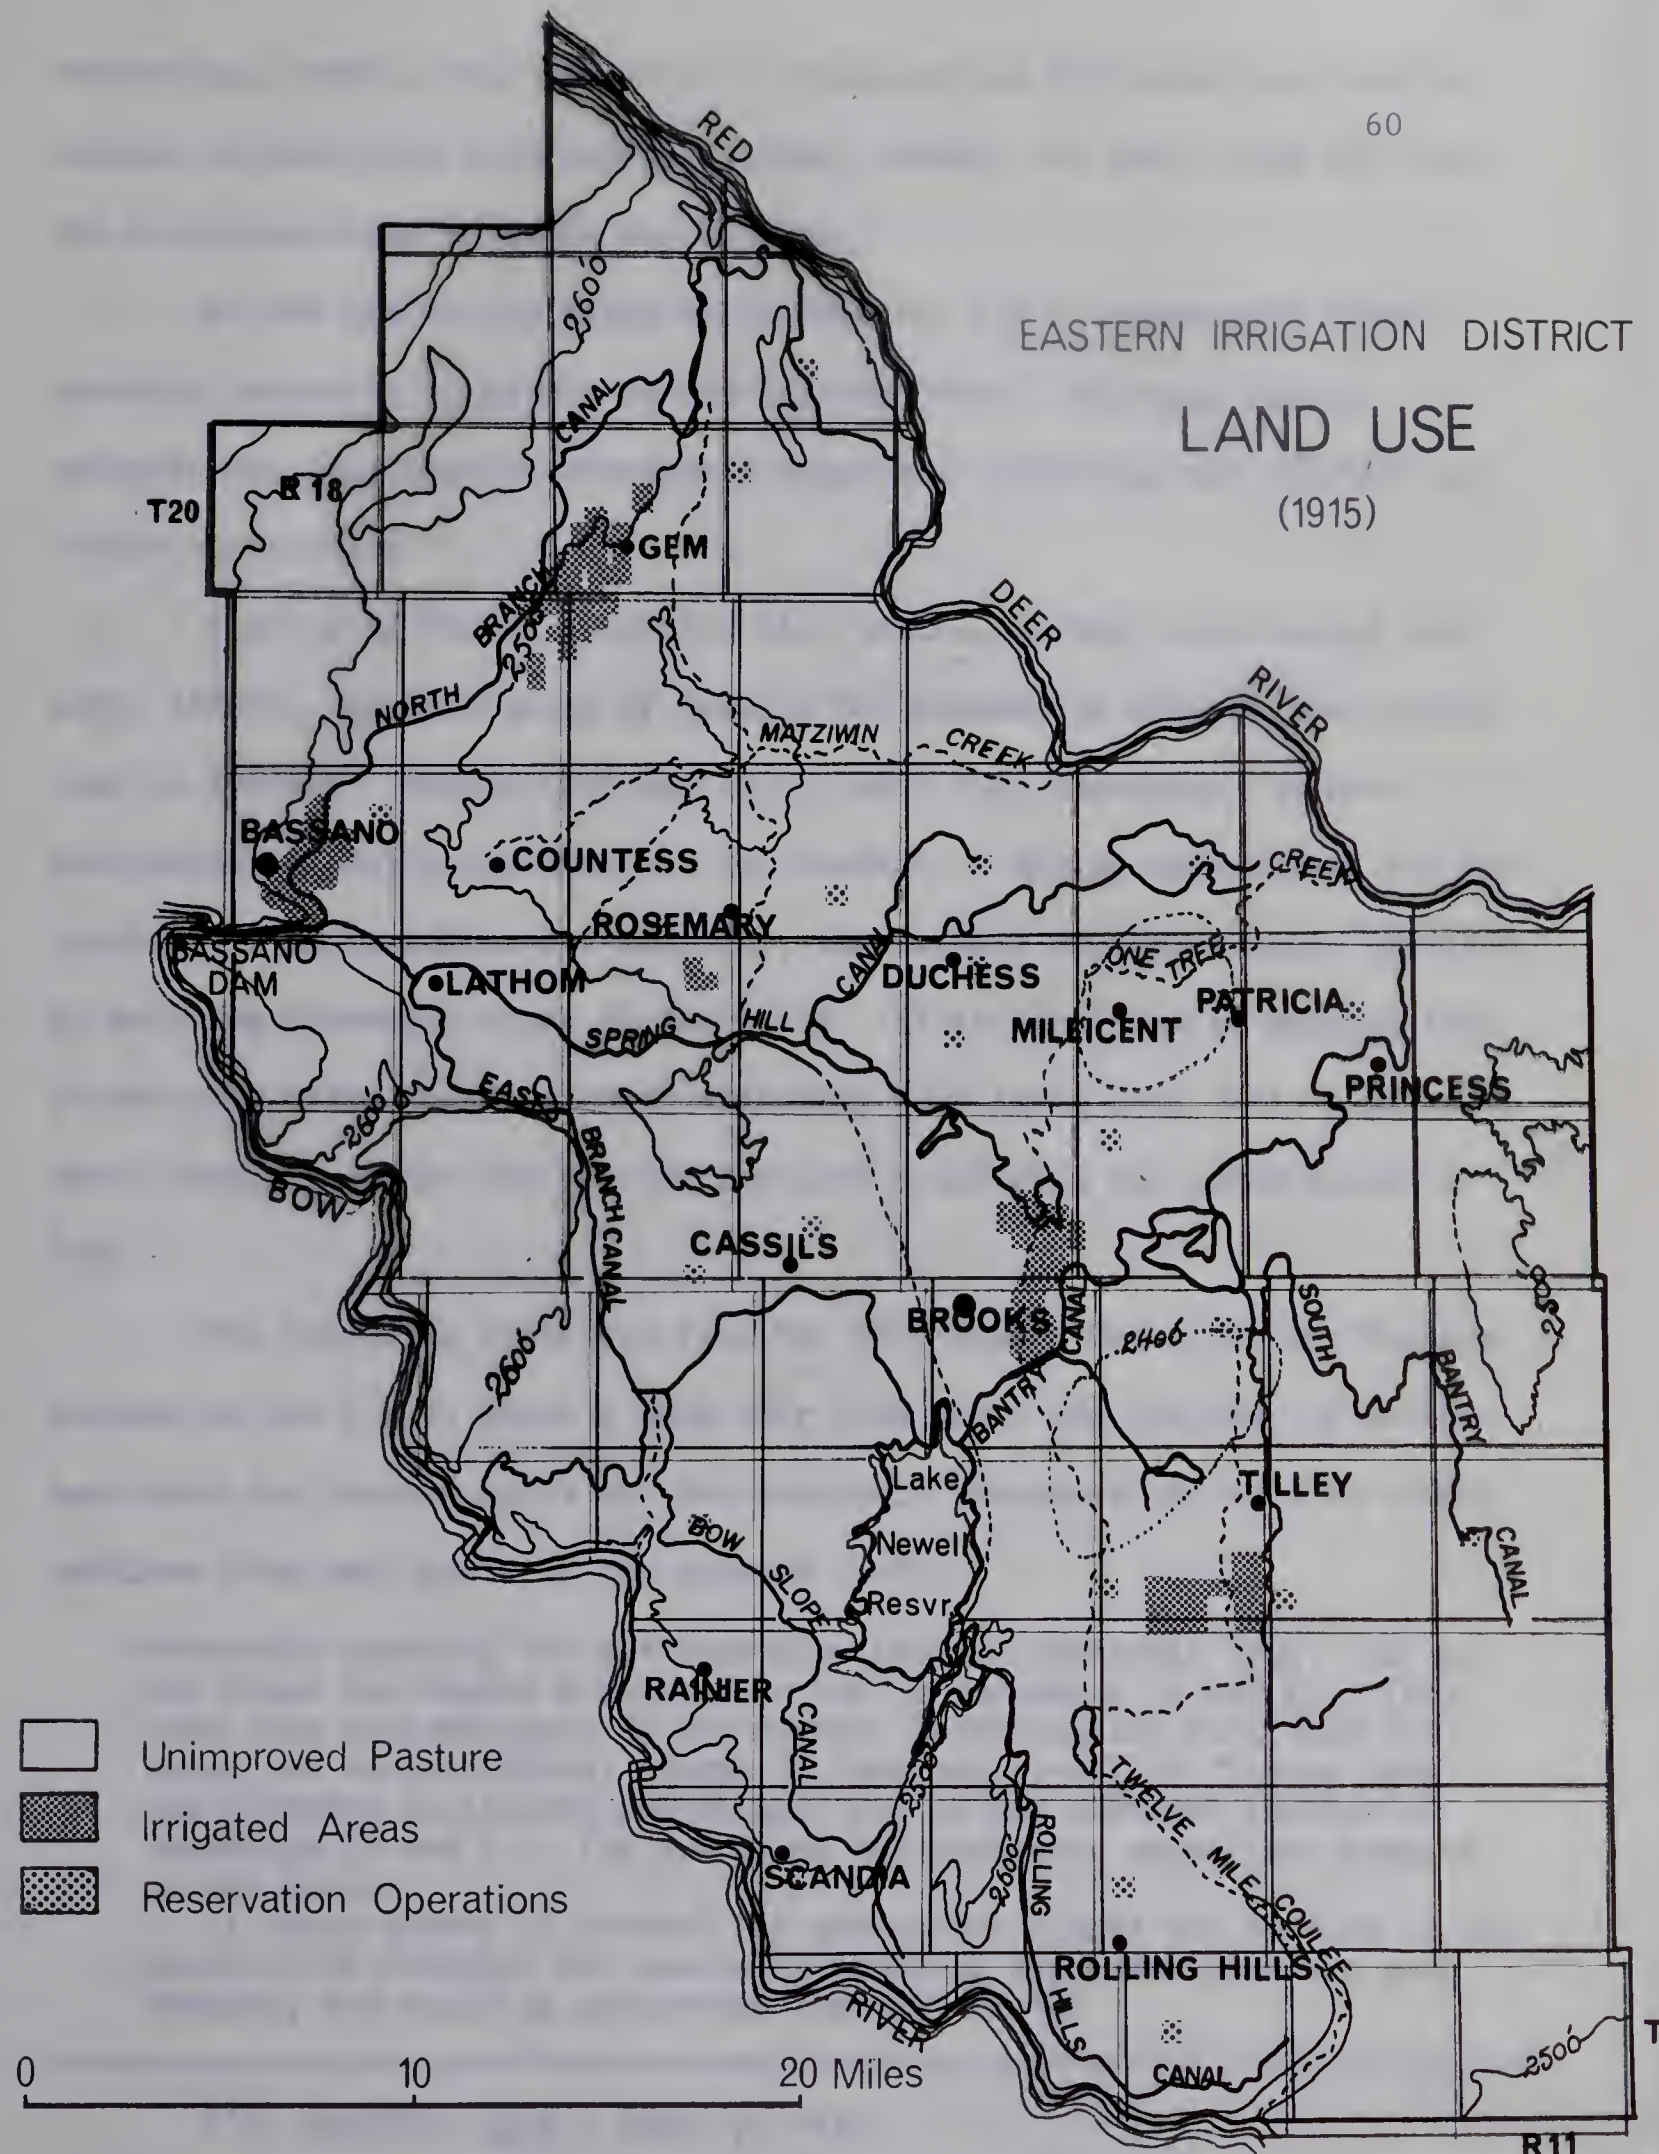 60
EASTERN IRRIGATION DISTRICT
LAND USE
(1915)
RED
DEER
RIVER
2600
CANAL
T20
R 18
GEM
BRANCH
2500
NORTH
MATZIWIN
CREEK
BASSANO
COUNTESS
CREEK
ROSEMARY
BASSANO
DAM
LATHOM
CANAL
DUCHESS
ONE TREE
PATRICIA
MILLICENT
SPRING
HILL
PRINCESS
EAST
2600
BRANCH CANAL
BOW
CASSILS
BROOKS
CANAL
2400
SOUTH
BANTRY
CANAL
2600
BANTRY
Lake
Newell
Resvr.
TILLEY
BOW
SLOPE
CANAL
RAINIER
2500
TWELVE MILE COULEE
ROLLING
HILLS
CANAL
2500
SCANDIA
ROLLING HILLS
RIVER
2500
R11
Unimproved Pasture
Irrigated Areas
Reservation Operations
0 10 20 Miles